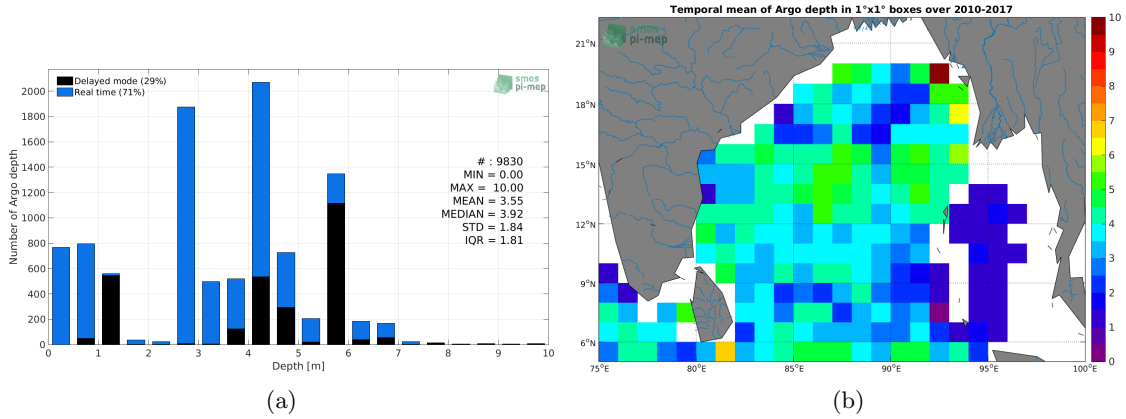 smos
pi-mep
Delayed mode (29%)
Real time (71%)
# : 9830
MIN = 0.00
MAX = 10.00
MEAN = 3.55
MEDIAN = 3.92
STD = 1.84
IQR = 1.81
Number of Argo depth
2000
1800
1600
1400
1200
1000
800
600
400
200
0
0 1 2 3 4 5 6 7 8 9 10
Depth [m]
(a)
Temporal mean of Argo depth in 1°x1° boxes over 2010-2017
smos
pi-mep
21°N
18°N
15°N
12°N
9°N
6°N
75°E 80°E 85°E 90°E 95°E 100°E
10
9
8
7
6
5
4
3
2
1
0
(b)